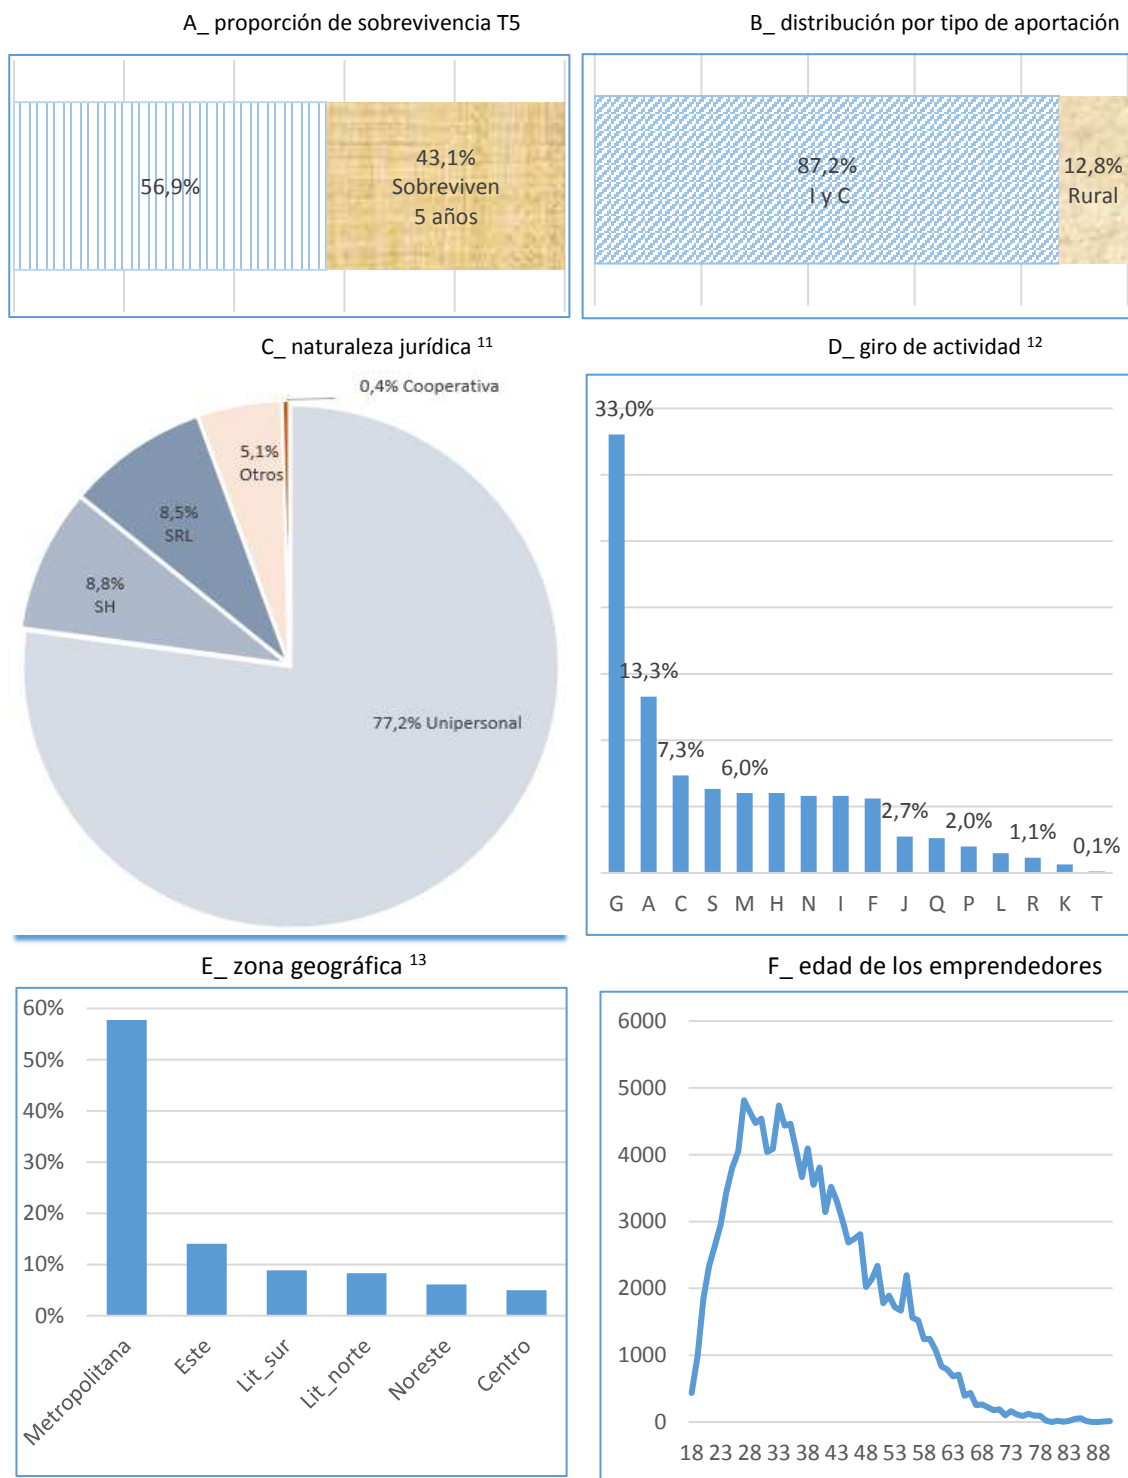 A_ proporción de sobrevivencia T5
56,9%
43,1%
Sobreviven
5 años
B_ distribución por tipo de aportación
87,2%
I y C
12,8%
Rural
C_ naturaleza jurídica 11
0,4% Cooperativa
5,1%
Otros
8,5%
SRL
8,8%
SH
77,2% Unipersonal
D_ giro de actividad 12
33,0%
13,3%
7,3%
6,0%
2,7%
2,0%
1,1%
0,1%
G A C S M H N I F J Q P L R K T
E_ zona geográfica 13
60%
50%
40%
30%
20%
10%
0%
Metropolitana
Este
Lit_sur
Lit_norte
Noreste
Centro
F_ edad de los emprendedores
6000
5000
4000
3000
2000
1000
0
18 23 28 33 38 43 48 53 58 63 68 73 78 83 88